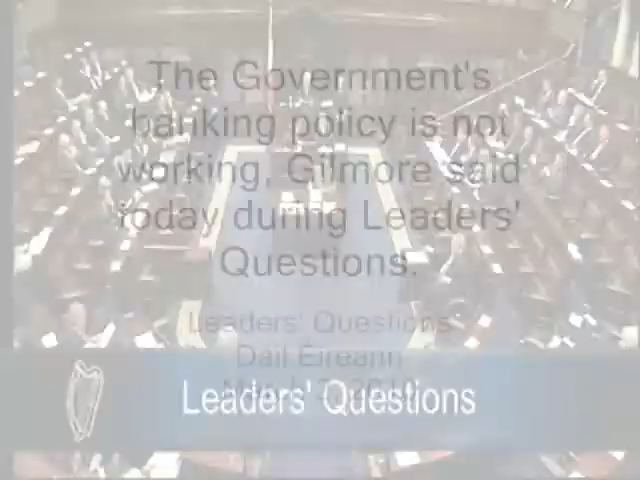 The Government's
banking policy is not
working, Gilmore said
today during Leaders'
Questions.
Leaders' Questions
Dáil Éireann
Leaders' Questions